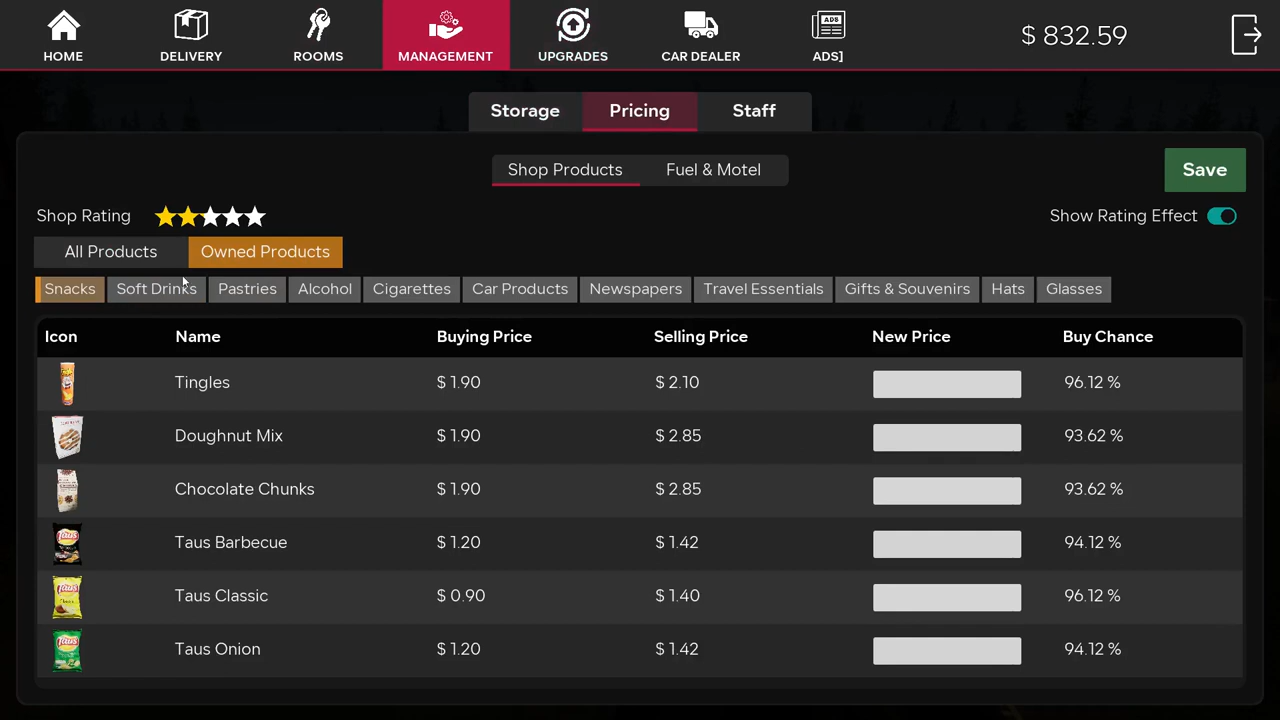 HOME DELIVERY ROOMS MANAGEMENT UPGRADES CAR DEALER ADS] $ 832.59
Storage Pricing Staff
Shop Products Fuel & Motel Save
Shop Rating Show Rating Effect
All Products Owned Products
Snacks Soft Drinks Pastries Alcohol Cigarettes Car Products Newspapers Travel Essentials Gifts & Souvenirs Hats Glasses
Icon Name Buying Price Selling Price New Price Buy Chance
Tingles $ 1.90 $ 2.10 96.12 %
Doughnut Mix $ 1.90 $ 2.85 93.62 %
Chocolate Chunks $ 1.90 $ 2.85 93.62 %
Taus Barbecue $ 1.20 $ 1.42 94.12 %
Taus Classic $ 0.90 $ 1.40 96.12 %
Taus Onion $ 1.20 $ 1.42 94.12 %